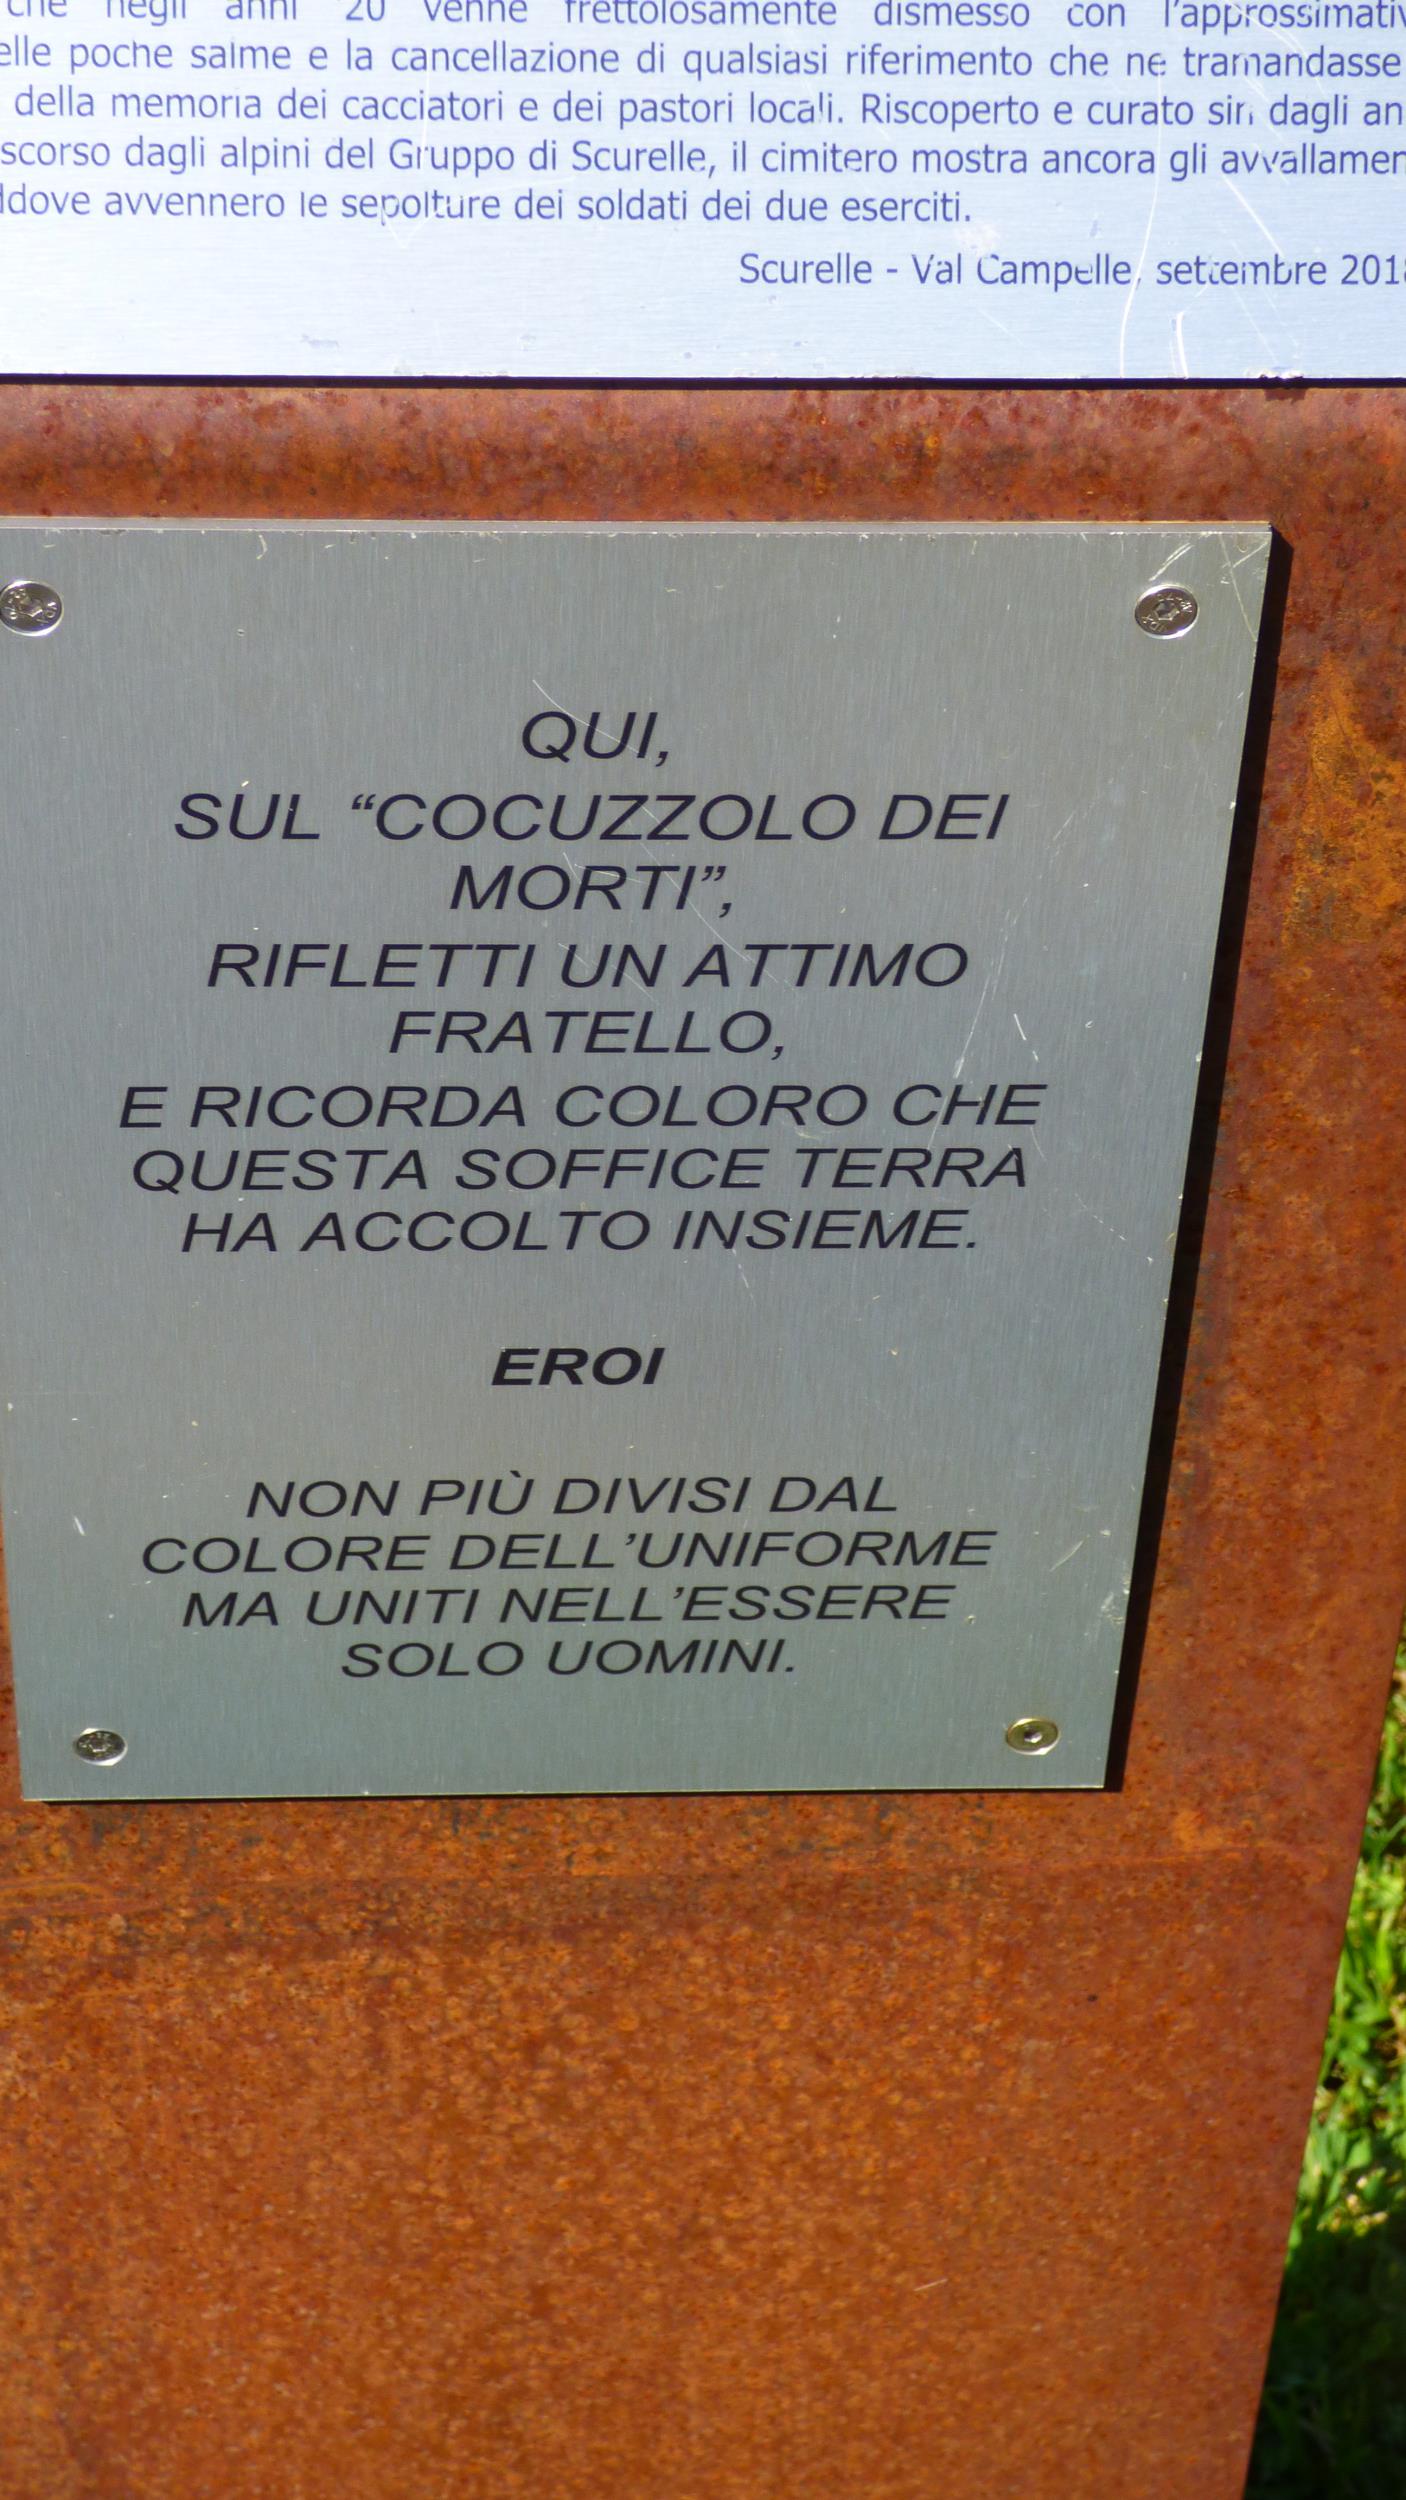 che negli anni '20 venne frettolosamente dismesso con l'approssimativ
elle poche salme e la cancellazione di qualsiasi riferimento che ne tramandasse
della memoria dei cacciatori e dei pastori locali. Riscoperto e curato sin dagli an
scorso dagli alpini del Gruppo di Scurelle, il cimitero mostra ancora gli avvallamen
ddove avvennero le sepolture dei soldati dei due eserciti.
Scurelle - Val Campelle, settembre 2018
QUI,
SUL “COCUZZOLO DEI
MORTI”,
RIFLETTI UN ATTIMO
FRATELLO,
E RICORDA COLORO CHE
QUESTA SOFFICE TERRA
HA ACCOLTO INSIEME.
EROI
NON PIÙ DIVISI DAL
COLORE DELL’UNIFORME
MA UNITI NELL’ESSERE
SOLO UOMINI.